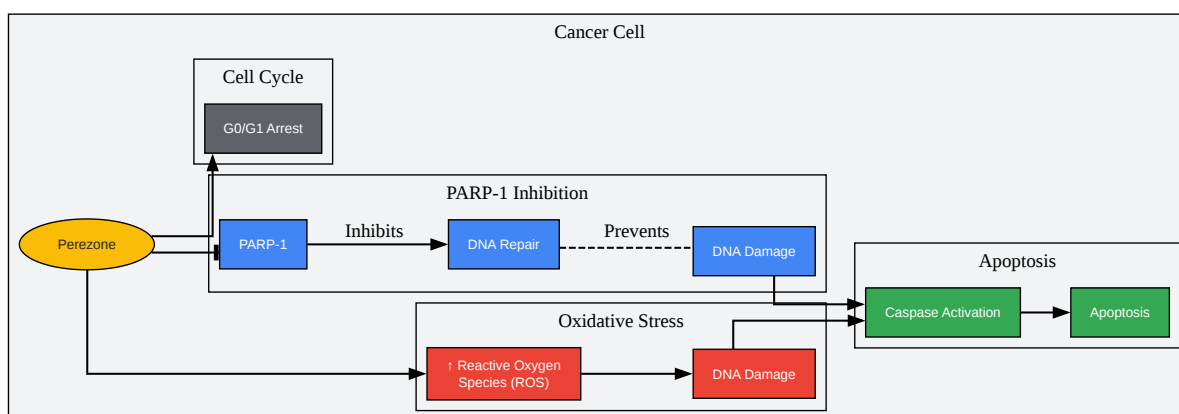 Cancer Cell
Cell Cycle
G0/G1 Arrest
PARP-1 Inhibition
Perezone
PARP-1
Inhibits
DNA Repair
Prevents
DNA Damage
Apoptosis
Caspase Activation
Apoptosis
Oxidative Stress
↑ Reactive Oxygen
Species (ROS)
DNA Damage